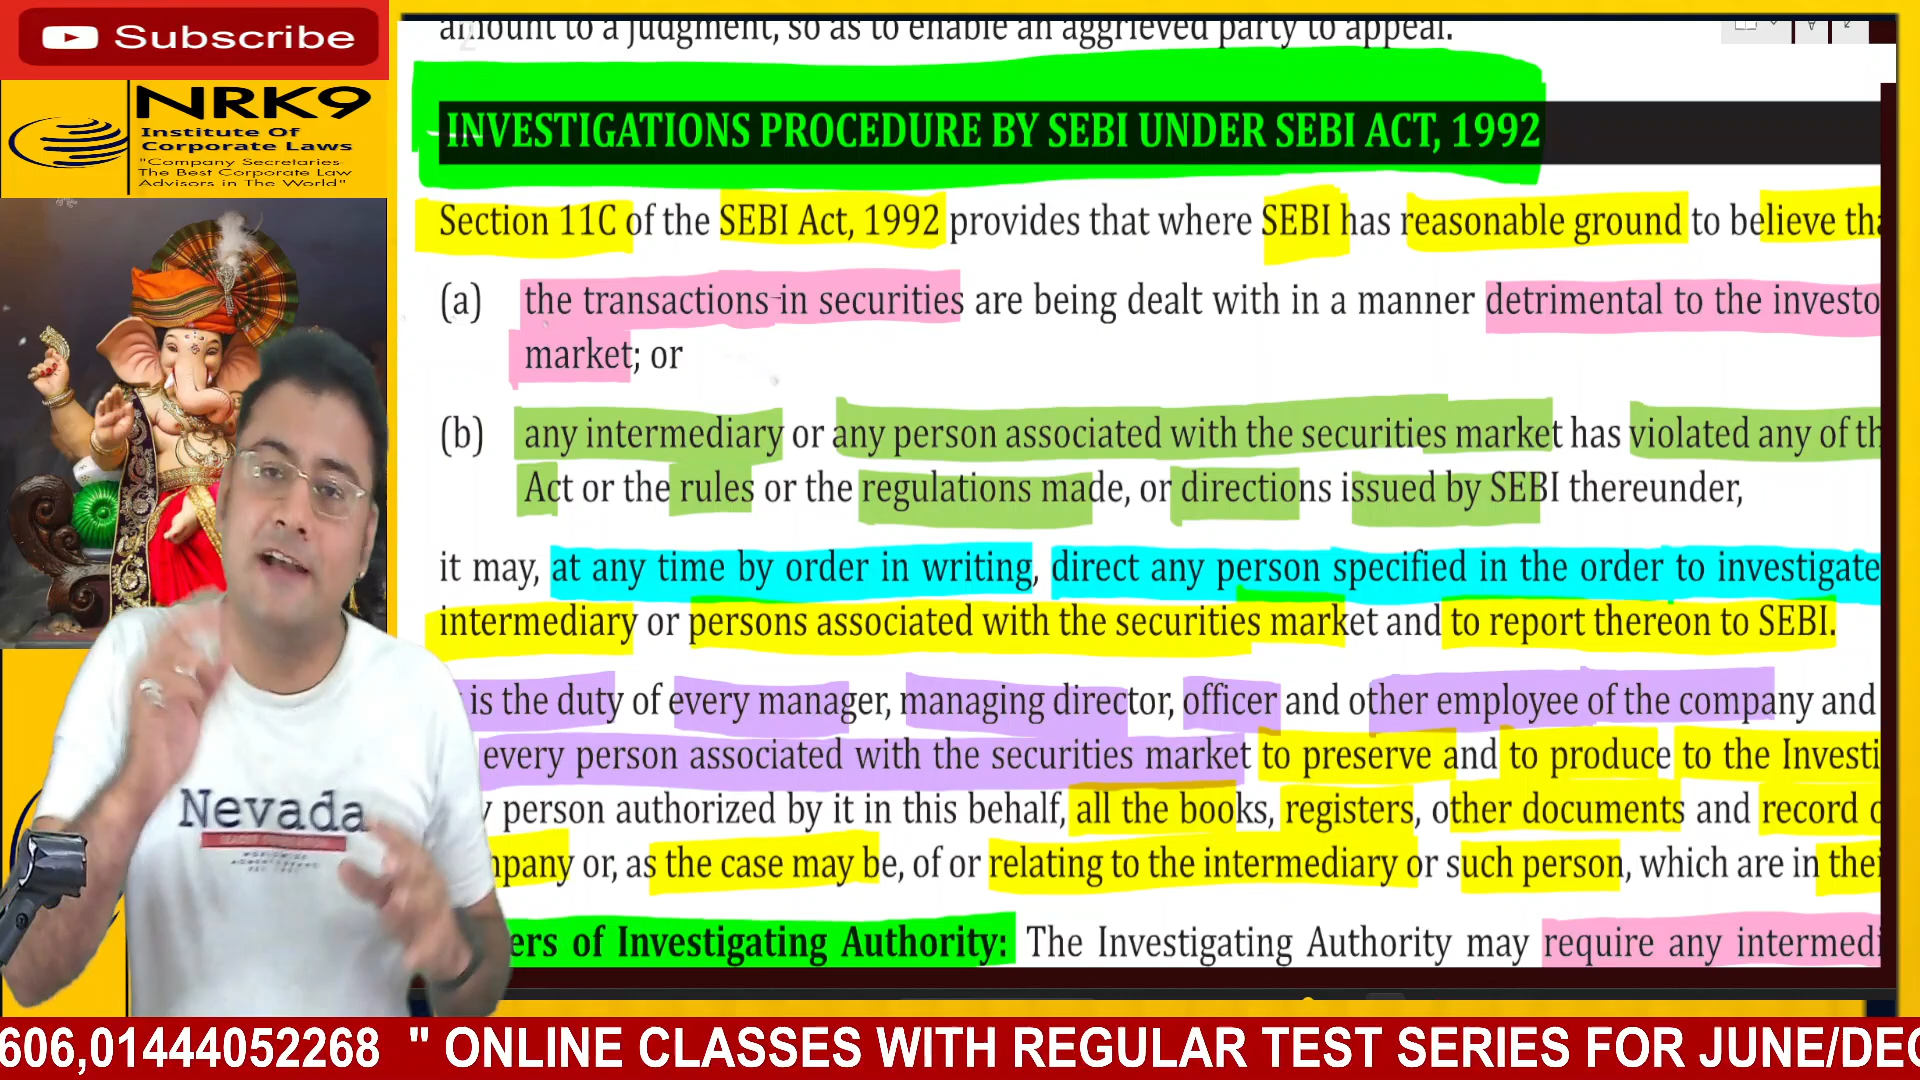 Subscribe
NRK9
Institute Of
Corporate Laws
"Company Secretaries-
The Best Corporate Law
Advisors in The World"
amount to a judgment, so as to enable an aggrieved party to appeal.
INVESTIGATIONS PROCEDURE BY SEBI UNDER SEBI ACT, 1992
Section 11C of the SEBI Act, 1992 provides that where SEBI has reasonable ground to believe tha
(a) the transactions in securities are being dealt with in a manner detrimental to the investo
market; or
(b) any intermediary or any person associated with the securities market has violated any of th
Act or the rules or the regulations made, or directions issued by SEBI thereunder,
it may, at any time by order in writing, direct any person specified in the order to investigate
intermediary or persons associated with the securities market and to report thereon to SEBI.
is the duty of every manager, managing director, officer and other employee of the company and
every person associated with the securities market to preserve and to produce to the Investi
y person authorized by it in this behalf, all the books, registers, other documents and record o
mpany or, as the case may be, of or relating to the intermediary or such person, which are in thei
ers of Investigating Authority: The Investigating Authority may require any intermedi
Nevada
606,01444052268 " ONLINE CLASSES WITH REGULAR TEST SERIES FOR JUNE/DEC